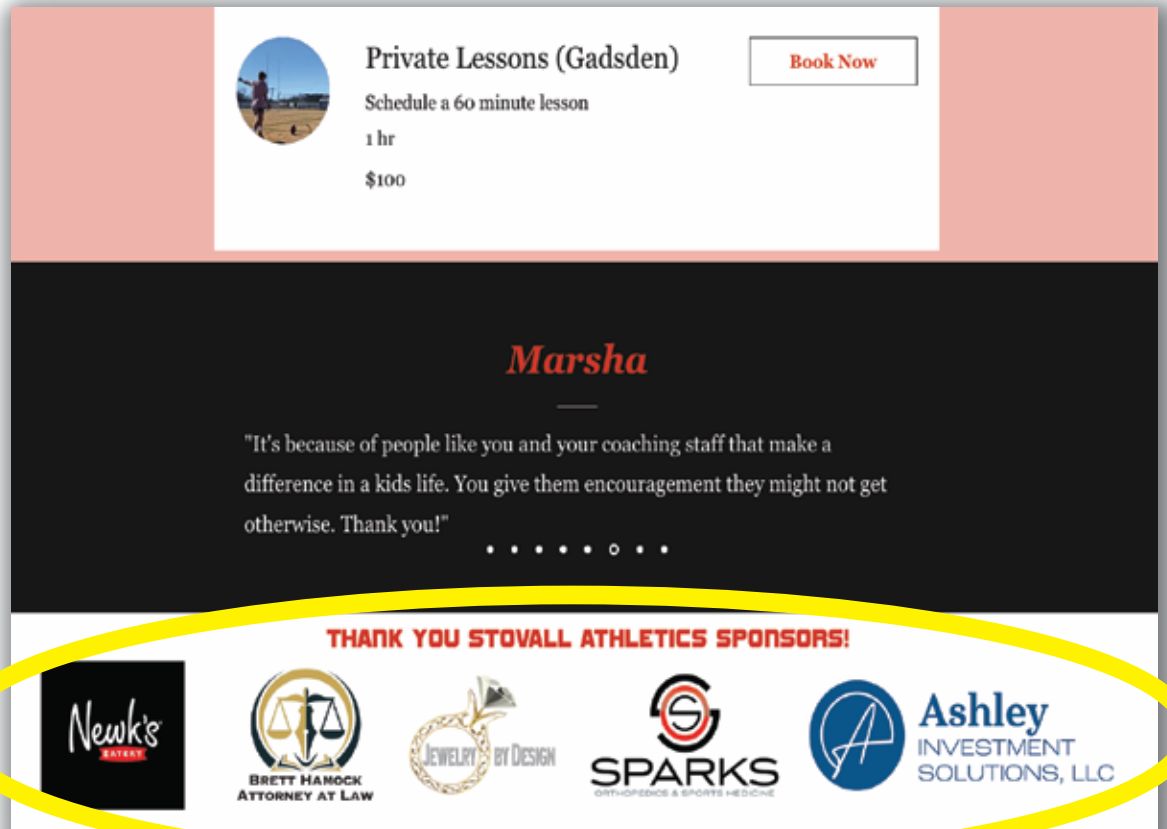 Private Lessons (Gadsden)
Book Now
Schedule a 60 minute lesson
1 hr
$100
Marsha
"It's because of people like you and your coaching staff that make a
difference in a kids life. You give them encouragement they might not get
otherwise. Thank you!"
THANK YOU STOVALL ATHLETICS SPONSORS!
Newk's
EATERY
BRETT HAMOCK
ATTORNEY AT LAW
JEWELRY BY DESIGN
SPARKS
ORTHOPEDICS & SPORTS MEDICINE
Ashley
INVESTMENT
SOLUTIONS, LLC